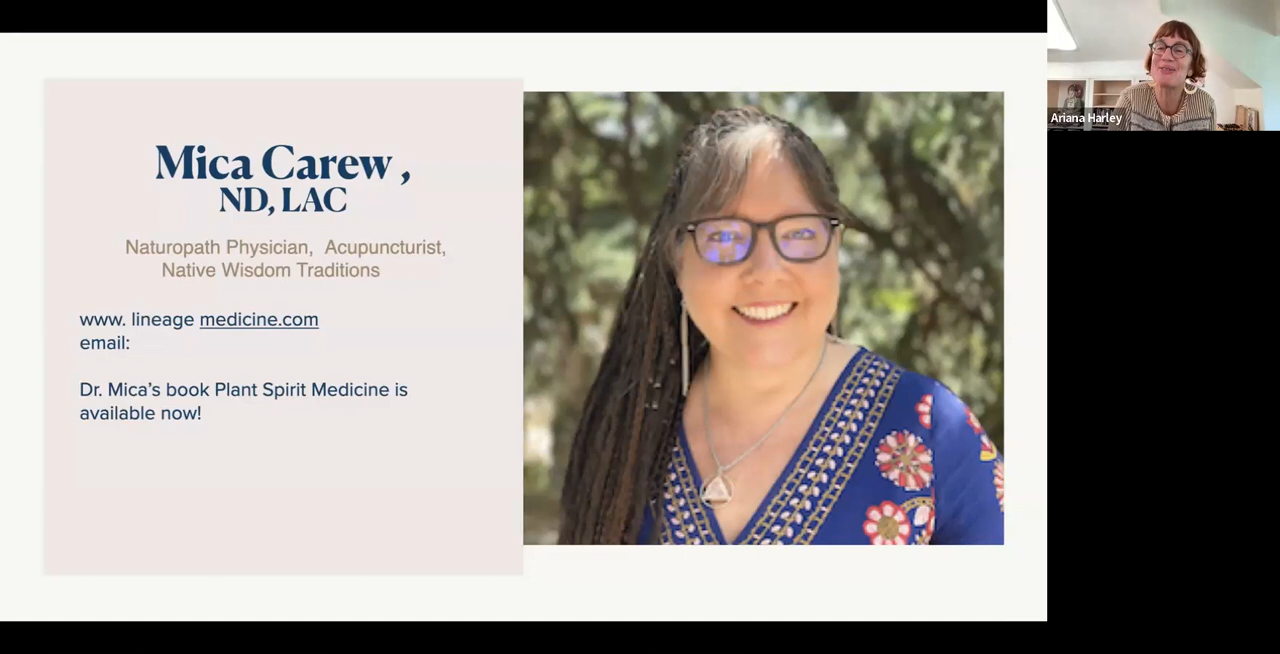 Mica Carew ,
ND, LAC
Naturopath Physician,  Acupuncturist,
Native Wisdom Traditions
www. lineage medicine.com
email:
Dr. Mica’s book Plant Spirit Medicine is
available now!
Ariana Harley